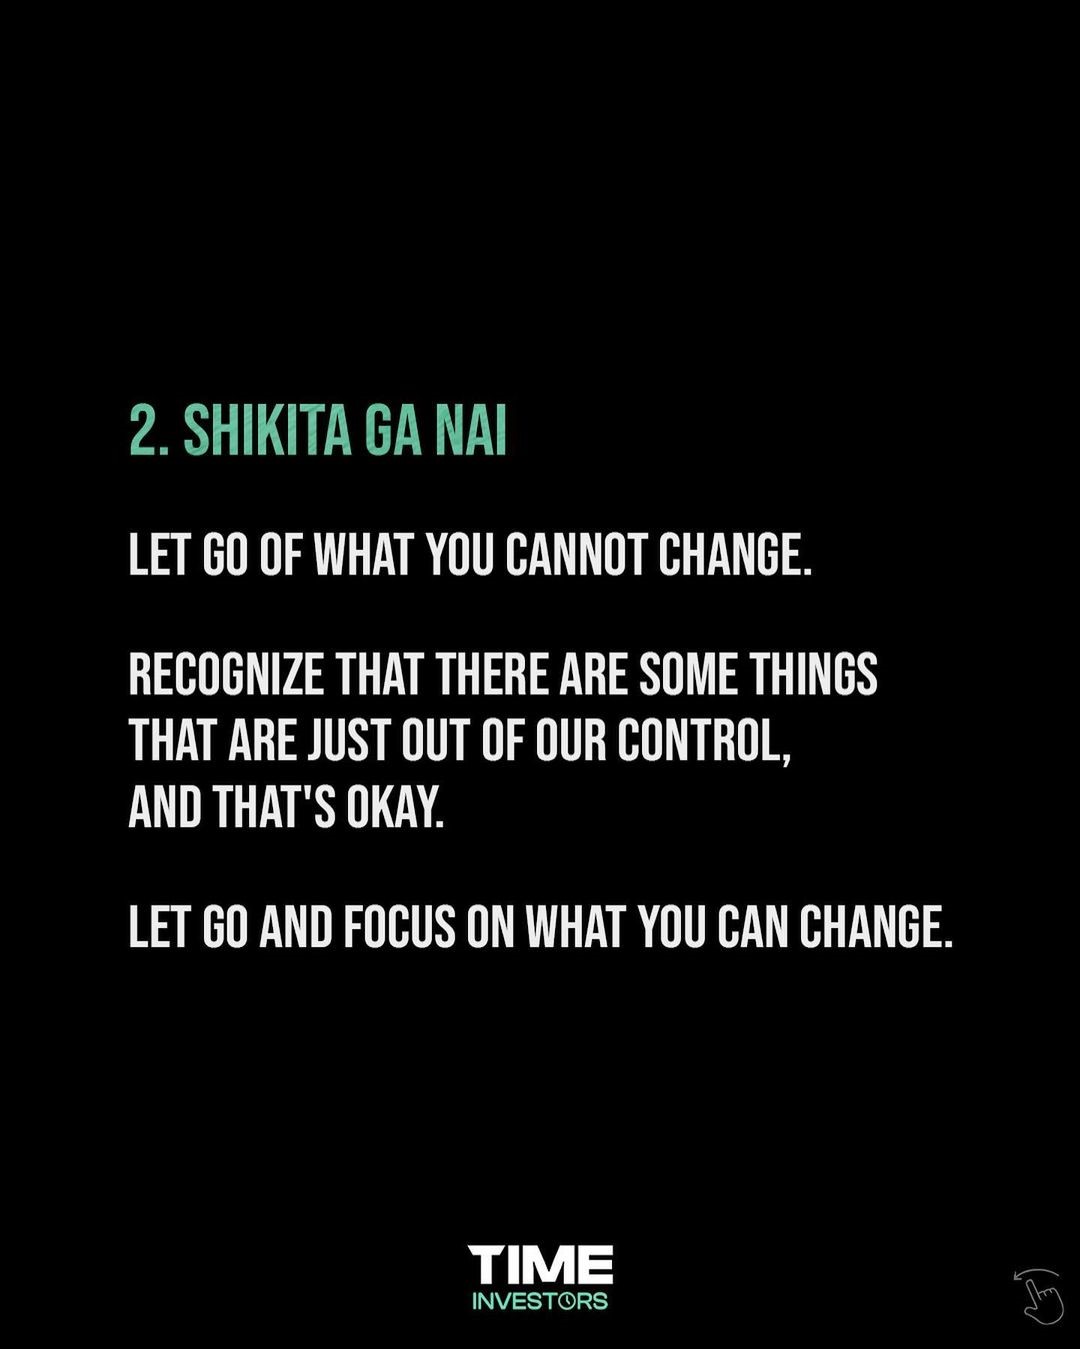 2. SHIKITA GA NAI
LET GO OF WHAT YOU CANNOT CHANGE.
RECOGNIZE THAT THERE ARE SOME THINGS
THAT ARE JUST OUT OF OUR CONTROL,
AND THAT'S OKAY.
LET GO AND FOCUS ON WHAT YOU CAN CHANGE.
TIME
INVESTORS